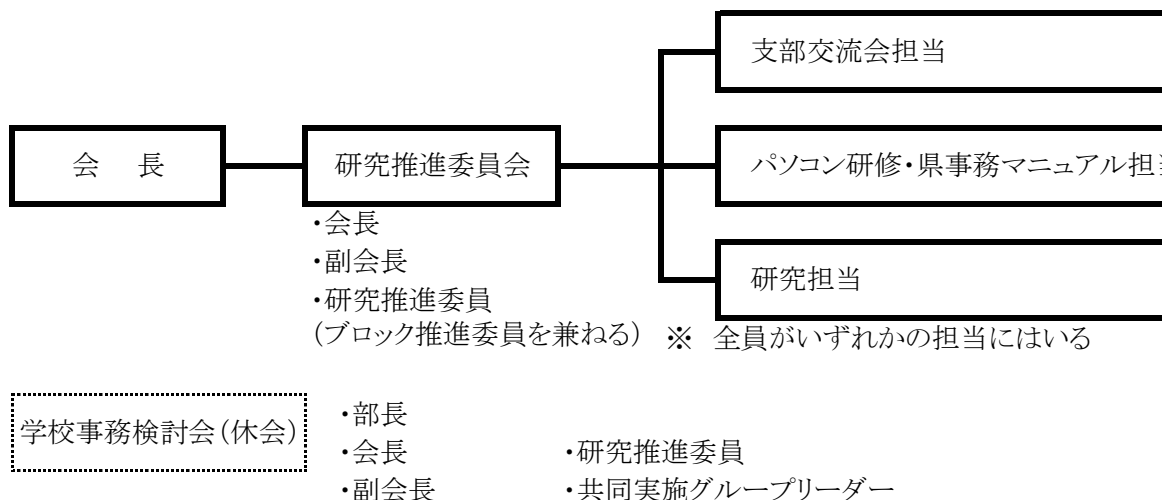 支部交流会担当
会　長
研究推進委員会
パソコン研修・県事務マニュアル担
・会長
・副会長
・研究推進委員
(ブロック推進委員を兼ねる)
研究担当
※　全員がいずれかの担当にはいる
学校事務検討会(休会)
・部長
・会長
・研究推進委員
・副会長
・共同実施グループリーダー